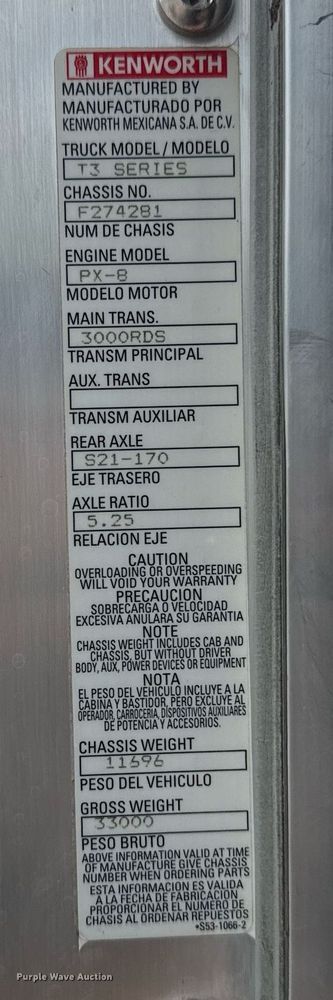 KENWORTH
MANUFACTURED BY
MANUFACTURADO POR
KENWORTH MEXICANA S.A. DE C.V.
TRUCK MODEL / MODELO
T3 SERIES
CHASSIS NO.
F274281
NUM DE CHASIS
ENGINE MODEL
PX-8
MODELO MOTOR
MAIN TRANS.
3000RDS
TRANSM PRINCIPAL
AUX. TRANS
TRANSM AUXILIAR
REAR AXLE
S21-170
EJE TRASERO
AXLE RATIO
5.25
RELACION EJE
CAUTION
OVERLOADING OR OVERSPEEDING
WILL VOID YOUR WARRANTY
PRECAUCION
SOBRECARGA O VELOCIDAD
EXCESIVA ANULARA SU GARANTIA
NOTE
CHASSIS WEIGHT INCLUDES CAB AND
CHASSIS, BUT WITHOUT DRIVER
BODY, AUX, POWER DEVICES OR EQUIPMENT
NOTA
EL PESO DEL VEHICULO INCLUYE A LA
CABINA Y BASTIDOR, PERO EXCLUYE AL
OPERADOR, CARROCERIA, DISPOSITIVOS AUXILIARES
DE POTENCIA Y ACCESORIOS.
CHASSIS WEIGHT
11696
PESO DEL VEHICULO
GROSS WEIGHT
33000
PESO BRUTO
ABOVE INFORMATION VALID AT TIME
OF MANUFACTURE GIVE CHASSIS
NUMBER WHEN ORDERING PARTS
ESTA INFORMACION ES VALIDA
A LA FECHA DE FABRICACION
PROPORCIONAR EL NUMERO DE
CHASIS AL ORDENAR REPUESTOS
*S53-1066-2
Purple Wave Auction